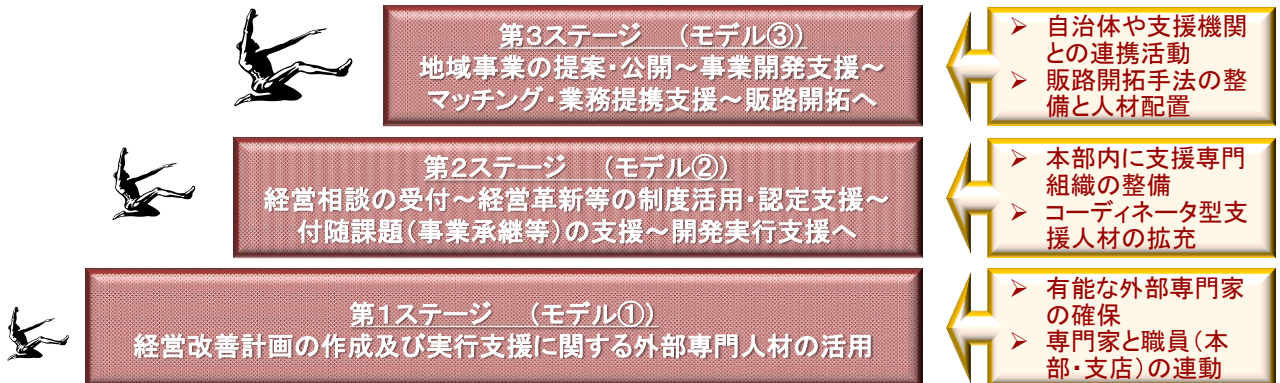 第３ステージ　（モデル③）
地域事業の提案・公開～事業開発支援～
マッチング・業務提携支援～販路開拓へ
➢ 自治体や支援機関
との連携活動
➢ 販路開拓手法の整
備と人材配置
第２ステージ　（モデル②）
経営相談の受付～経営革新等の制度活用・認定支援～
付随課題（事業承継等）の支援～開発実行支援へ
➢ 本部内に支援専門
組織の整備
➢ コーディネータ型支
援人材の拡充
第１ステージ　（モデル①）
経営改善計画の作成及び実行支援に関する外部専門人材の活用
➢ 有能な外部専門家
の確保
➢ 専門家と職員（本
部・支店）の連動